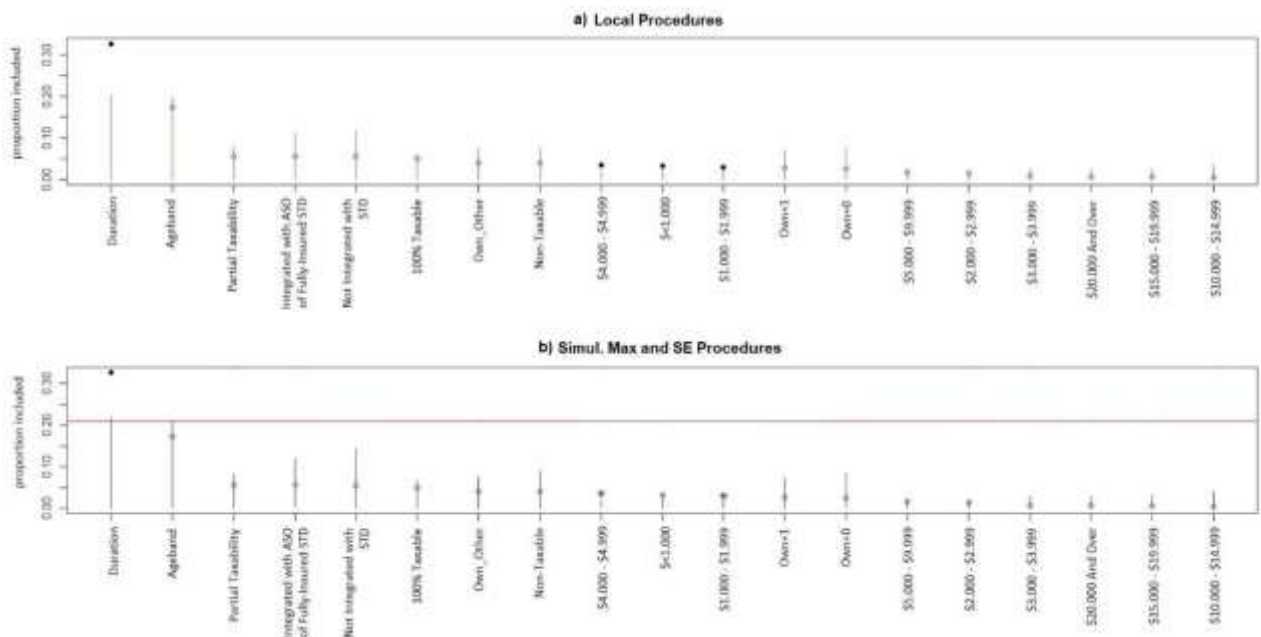 a) Local Procedures
proportion included
0.30
0.20
0.10
0.00
Duration
Ageband
Partial Taxability
Integrated with ASO
of Fully-Insured STD
Not Integrated with
STD
100% Taxable
Own_Other
Non-Taxable
$4.000 - $4.999
$<1.000
$1.000 - $1.999
Own=1
Own=0
$5.000 - $9.999
$2.000 - $2.999
$3.000 - $3.999
$20.000 And Over
$15.000 - $19.999
$10.000 - $14.999
b) Simul. Max and SE Procedures
proportion included
0.30
0.20
0.10
0.00
Duration
Ageband
Partial Taxability
Integrated with ASO
of Fully-Insured STD
Not Integrated with
STD
100% Taxable
Own_Other
Non-Taxable
$4.000 - $4.999
$<1.000
$1.000 - $1.999
Own=1
Own=0
$5.000 - $9.999
$2.000 - $2.999
$3.000 - $3.999
$20.000 And Over
$15.000 - $19.999
$10.000 - $14.999